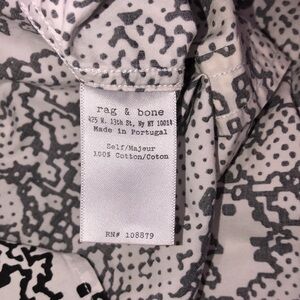 rag & bone
425 W. 13th St, Ny NY 10014
Made in Portugal
Self/Majeur
100% Cotton/Coton
RN# 108879